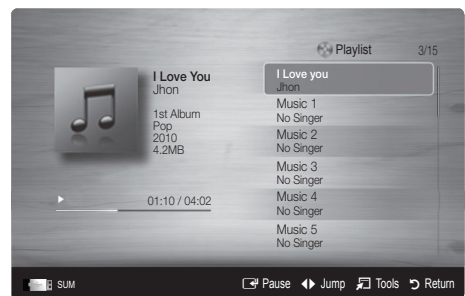 Playlist 3/15
I Love You
Jhon
1st Album
Pop
2010
4.2MB
01:10 / 04:02
I Love you
Jhon
Music 1
No Singer
Music 2
No Singer
Music 3
No Singer
Music 4
No Singer
Music 5
No Singer
SUM Pause Jump Tools Return